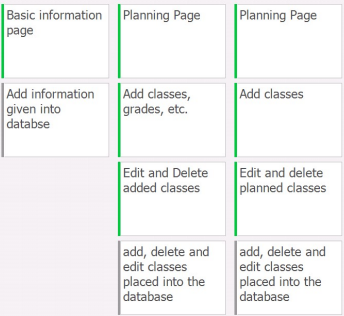 Basic information
page
Planning Page
Planning Page
Add information
given into
databse
Add classes,
grades, etc.
Add classes
Edit and Delete
added classes
Edit and delete
planned classes
add, delete and
edit classes
placed into the
database
add, delete and
edit classes
placed into the
database